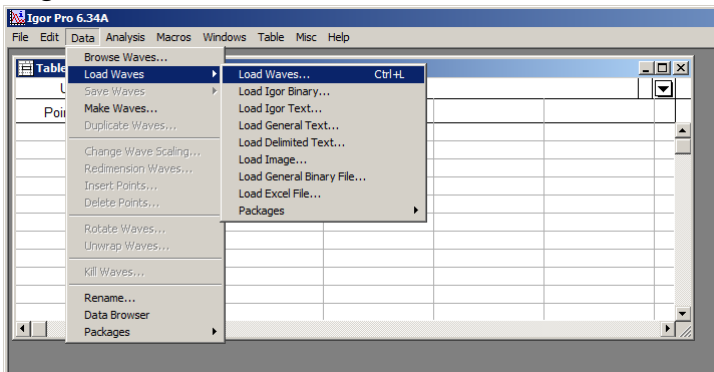 Igor Pro 6.34A
File Edit Data Analysis Macros Windows Table Misc Help
Browse Waves...
Load Waves
Save Waves
Make Waves...
Duplicate Waves...
Change Wave Scaling...
Redimension Waves...
Insert Points...
Delete Points...
Rotate Waves...
Unwrap Waves...
Kill Waves...
Rename...
Data Browser
Packages
Load Waves... Ctrl+L
Load Igor Binary...
Load Igor Text...
Load General Text...
Load Delimited Text...
Load Image...
Load General Binary File...
Load Excel File...
Packages
Table
Poi